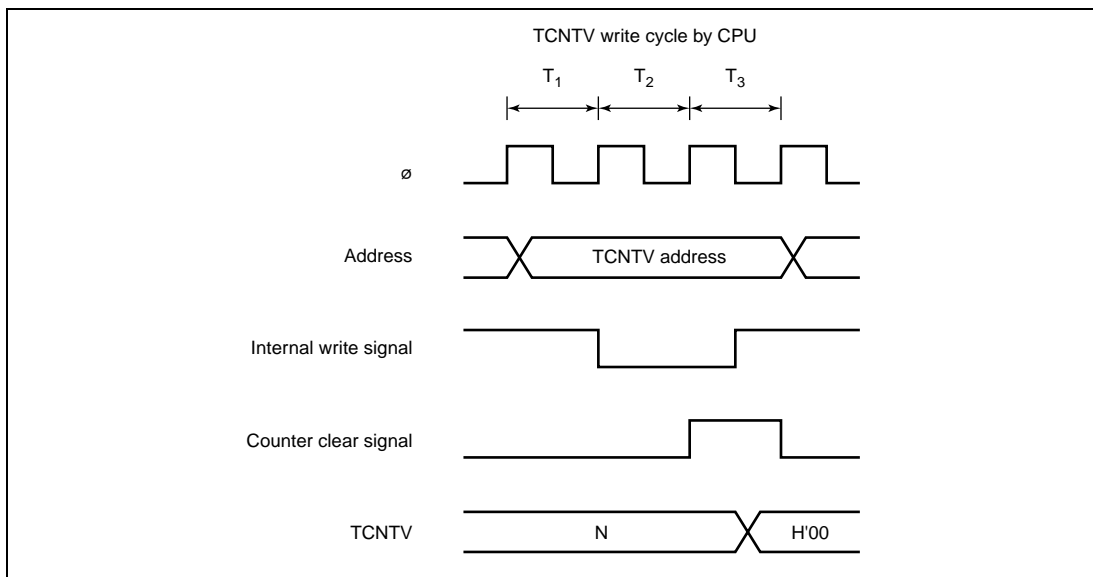 TCNTV write cycle by CPU
T1 T2 T3
ø
Address TCNTV address
Internal write signal
Counter clear signal
TCNTV N H'00